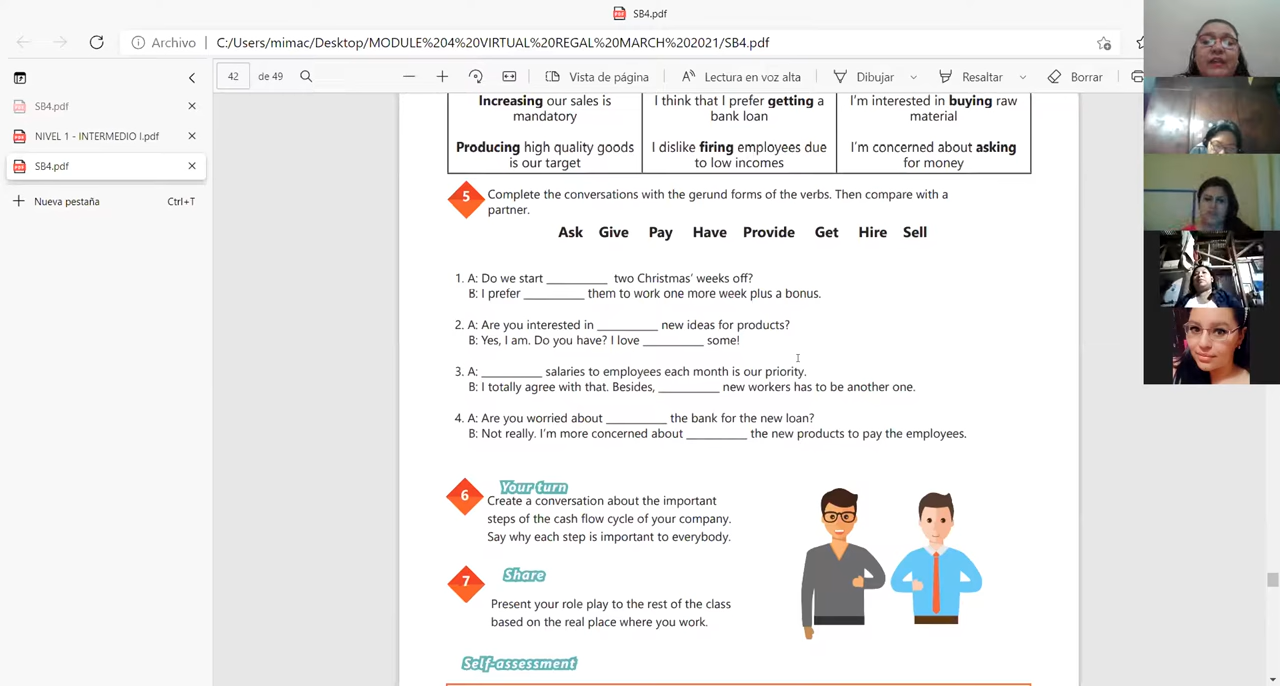 SB4.pdf
Archivo
C:/Users/mimac/Desktop/MODULE%204%20VIRTUAL%20REGAL%20MARCH%202021/SB4.pdf
42
de 49
Vista de página
Lectura en voz alta
Dibujar
Resaltar
Borrar
SB4.pdf
NIVEL 1 - INTERMEDIO I.pdf
SB4.pdf
Nueva pestaña
Ctrl+T
Increasing our sales is
mandatory
I think that I prefer getting a
bank loan
I'm interested in buying raw
material
Producing high quality goods
is our target
I dislike firing employees due
to low incomes
I'm concerned about asking
for money
5
Complete the conversations with the gerund forms of the verbs. Then compare with a
partner.
Ask Give Pay Have Provide Get Hire Sell
1. A: Do we start __________ two Christmas' weeks off?
B: I prefer __________ them to work one more week plus a bonus.
2. A: Are you interested in __________ new ideas for products?
B: Yes, I am. Do you have? I love __________ some!
3. A: __________ salaries to employees each month is our priority.
B: I totally agree with that. Besides, __________ new workers has to be another one.
4. A: Are you worried about __________ the bank for the new loan?
B: Not really. I'm more concerned about __________ the new products to pay the employees.
6
Your turn
Create a conversation about the important
steps of the cash flow cycle of your company.
Say why each step is important to everybody.
7
Share
Present your role play to the rest of the class
based on the real place where you work.
Self-assessment